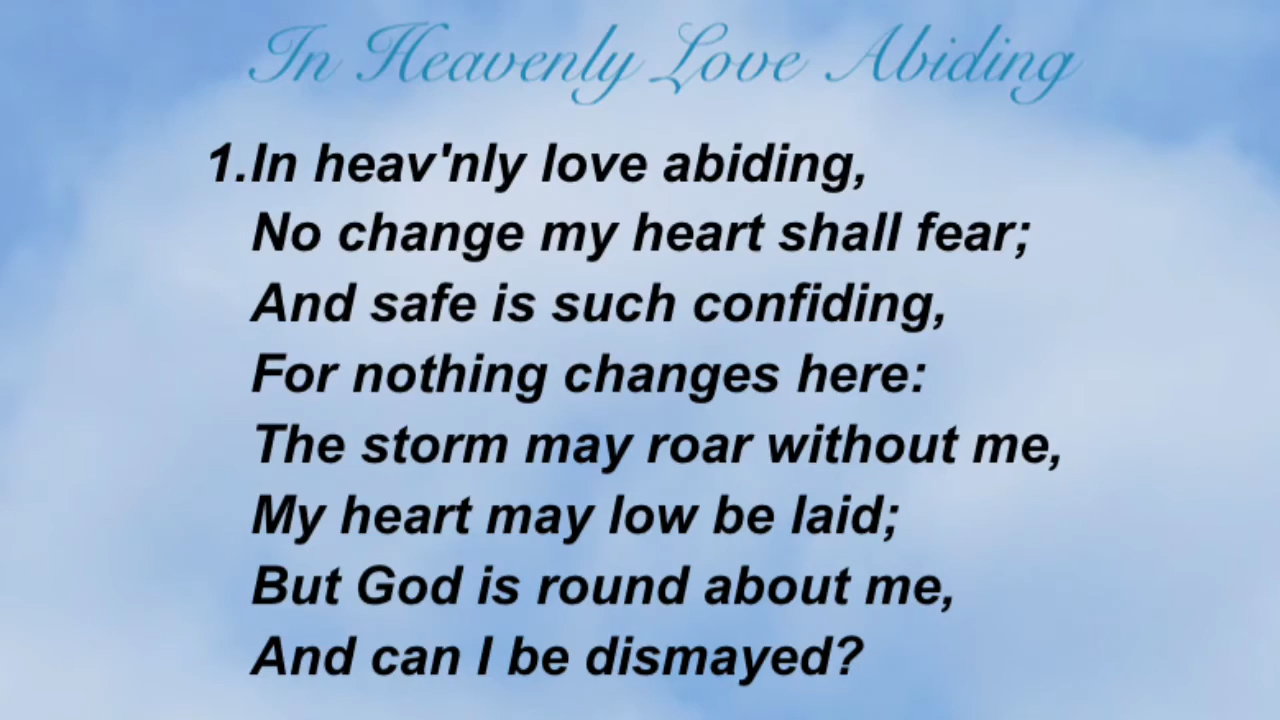 In Heavenly Love Abiding
1.In heav'nly love abiding,
No change my heart shall fear;
And safe is such confiding,
For nothing changes here:
The storm may roar without me,
My heart may low be laid;
But God is round about me,
And can I be dismayed?